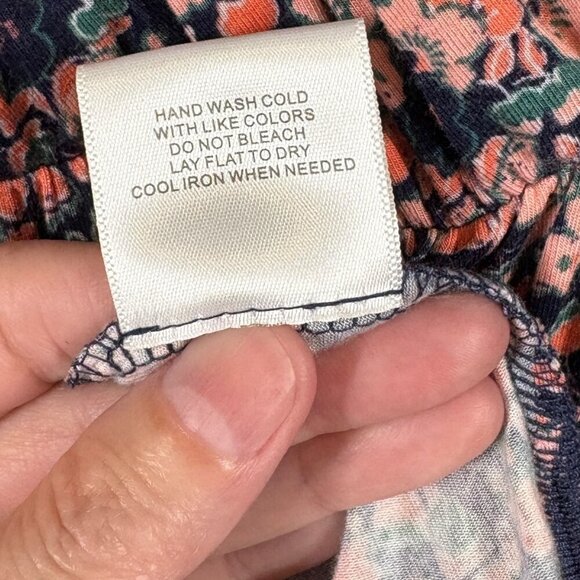 HAND WASH COLD
WITH LIKE COLORS
DO NOT BLEACH
LAY FLAT TO DRY
COOL IRON WHEN NEEDED